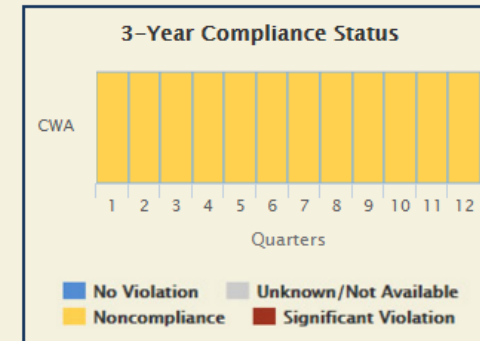 3-Year Compliance Status
CWA
1 2 3 4 5 6 7 8 9 10 11 12
Quarters
No Violation Unknown/Not Available
Noncompliance Significant Violation